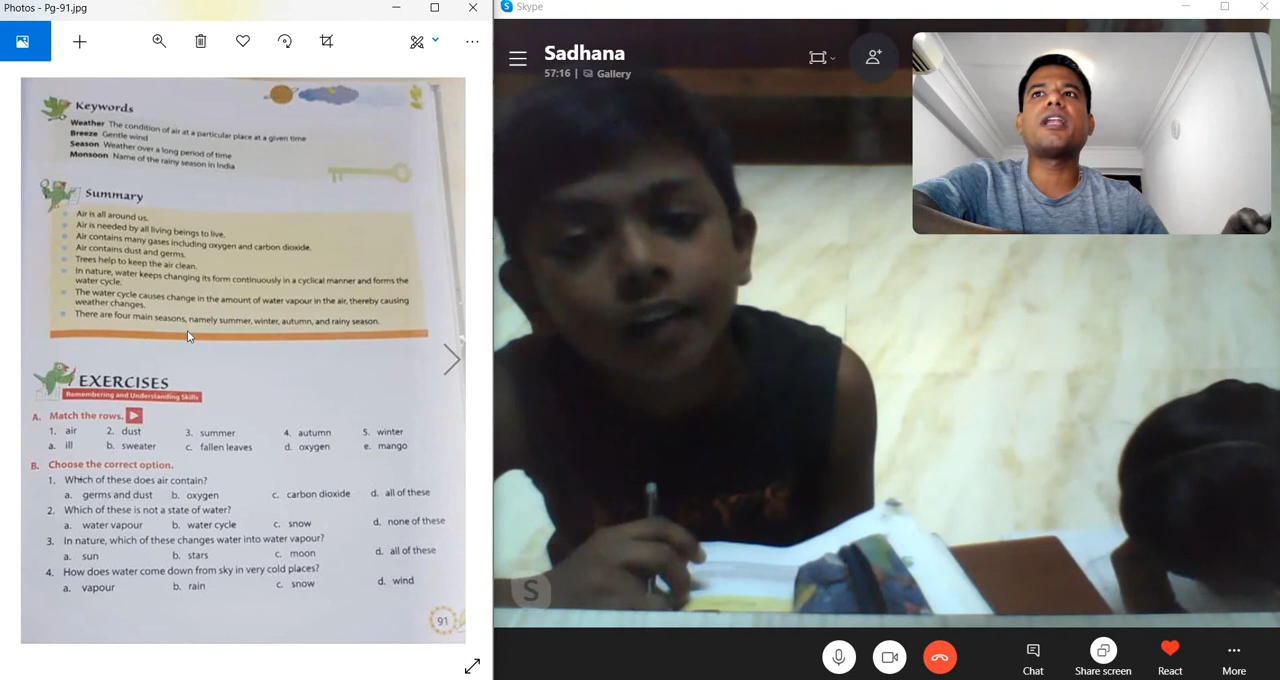 Photos - Pg-91.jpg
Keywords
Weather The condition of air at a particular place at a given time
Breeze Gentle wind
Season Weather over a long period of time
Monsoon Name of the rainy season in India
Summary
Air is all around us.
Air is needed by all living beings to live.
Air contains many gases including oxygen and carbon dioxide.
Air contains dust and germs.
Trees help to keep the air clean.
In nature, water keeps changing its form continuously in a cyclical manner and forms the
water cycle.
The water cycle causes change in the amount of water vapour in the air, thereby causing
weather changes.
There are four main seasons, namely summer, winter, autumn, and rainy season.
EXERCISES
Remembering and Understanding Skills
A. Match the rows.
1. air 2. dust 3. summer 4. autumn 5. winter
a. ill b. sweater c. fallen leaves d. oxygen e. mango
B. Choose the correct option.
1. Which of these does air contain?
a. germs and dust b. oxygen c. carbon dioxide d. all of these
2. Which of these is not a state of water?
a. water vapour b. water cycle c. snow d. none of these
3. In nature, which of these changes water into water vapour?
a. sun b. stars c. moon d. all of these
4. How does water come down from sky in very cold places?
a. vapour b. rain c. snow d. wind
91
Skype
Sadhana
57:16 | Gallery
S
Chat
Share screen
React
More